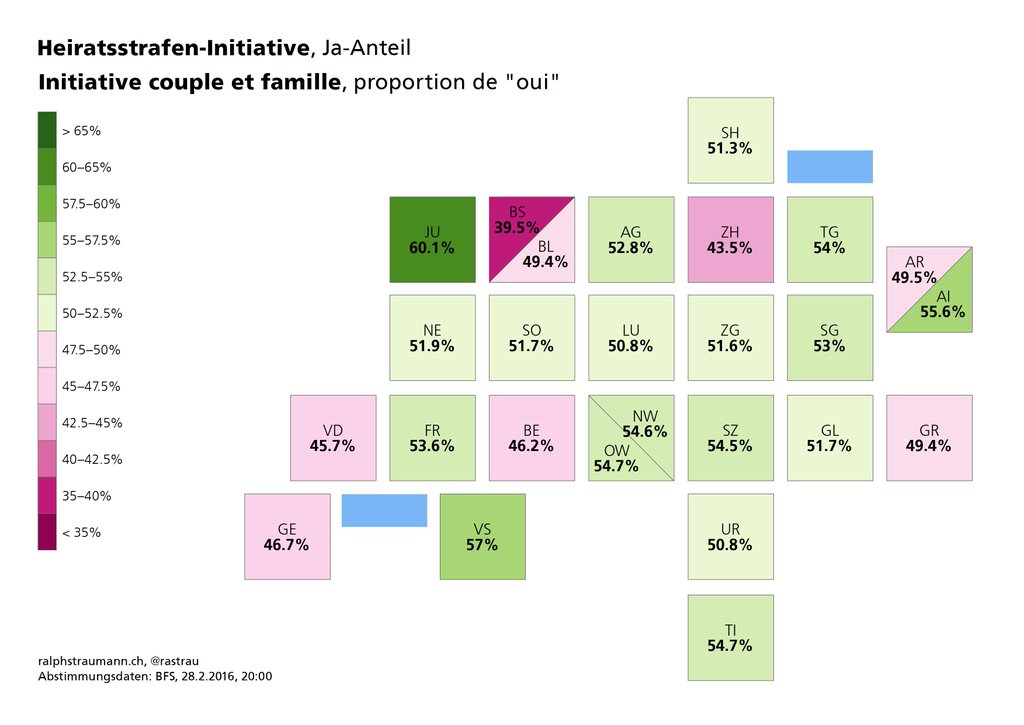 Heiratsstrafen-Initiative, Ja-Anteil
Initiative couple et famille, proportion de "oui"
> 65%
60–65%
57.5–60%
55–57.5%
52.5–55%
50–52.5%
47.5–50%
45–47.5%
42.5–45%
40–42.5%
35–40%
< 35%
SH
51.3%
JU
60.1%
BS
39.5%
BL
49.4%
AG
52.8%
ZH
43.5%
TG
54%
AR
49.5%
AI
55.6%
NE
51.9%
SO
51.7%
LU
50.8%
ZG
51.6%
SG
53%
VD
45.7%
FR
53.6%
BE
46.2%
NW
54.6%
OW
54.7%
SZ
54.5%
GL
51.7%
GR
49.4%
GE
46.7%
VS
57%
UR
50.8%
TI
54.7%
ralphstraumann.ch, @rastrau
Abstimmungsdaten: BFS, 28.2.2016, 20:00